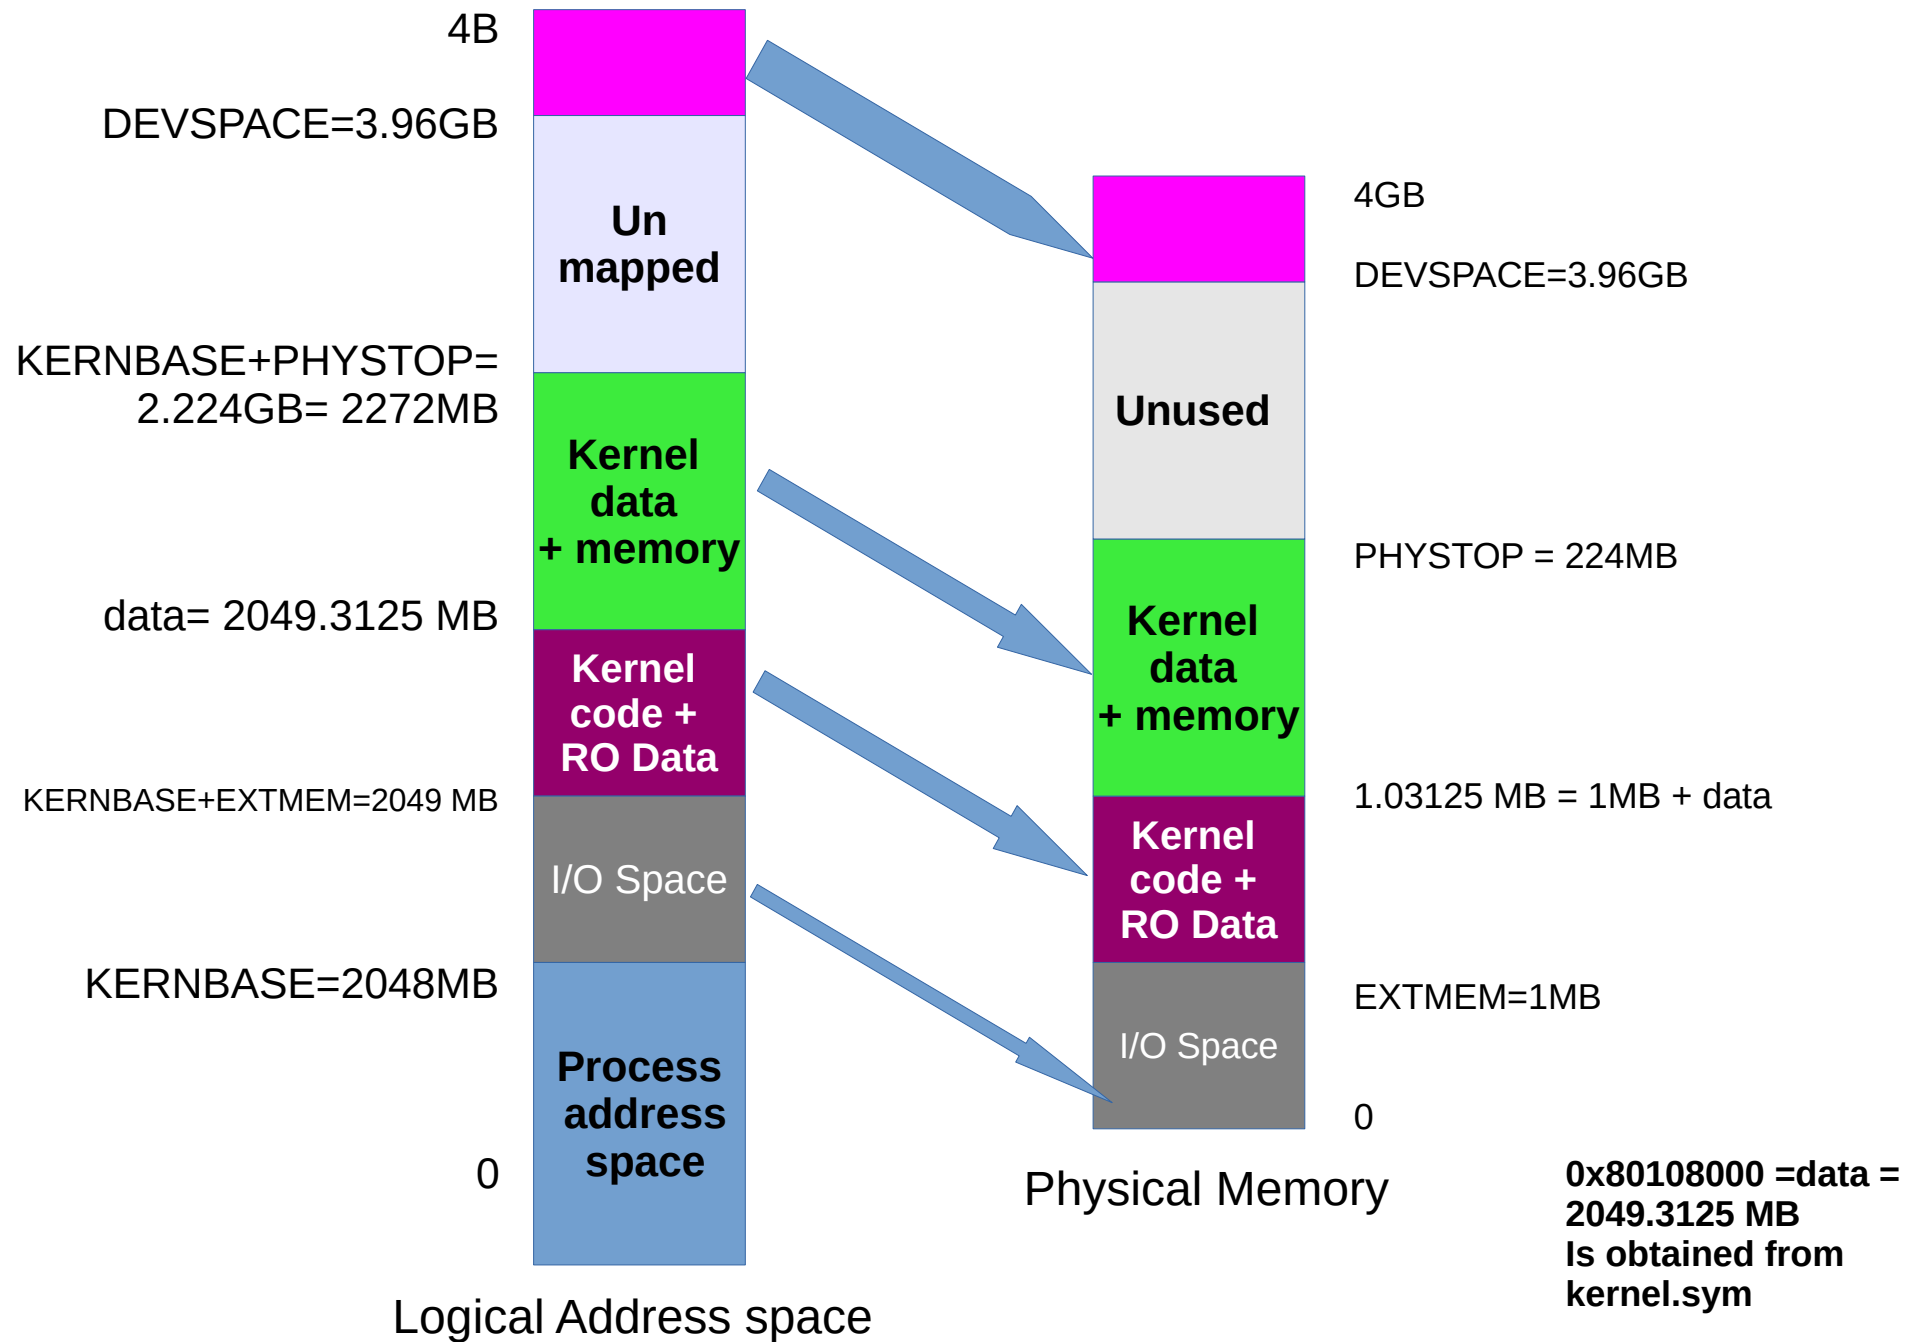 4B
DEVSPACE=3.96GB
KERNBASE+PHYSTOP=
2.224GB= 2272MB
data= 2049.3125 MB
KERNBASE+EXTMEM=2049 MB
KERNBASE=2048MB
0
Un
mapped
Kernel
data
+ memory
Kernel
code +
RO Data
I/O Space
Process
address
space
Logical Address space
Unused
Kernel
data
+ memory
Kernel
code +
RO Data
I/O Space
Physical Memory
4GB
DEVSPACE=3.96GB
PHYSTOP = 224MB
1.03125 MB = 1MB + data
EXTMEM=1MB
0
0x80108000 =data =
2049.3125 MB
Is obtained from
kernel.sym